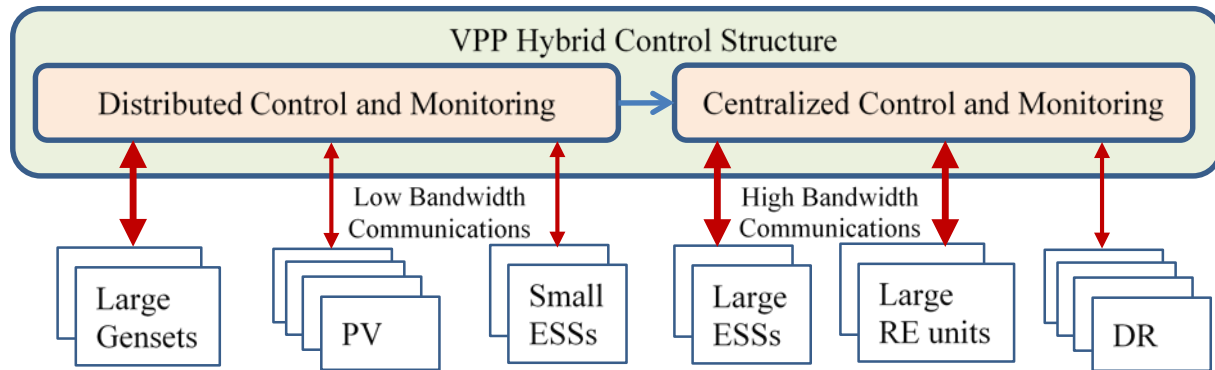 VPP Hybrid Control Structure
Distributed Control and Monitoring
Centralized Control and Monitoring
Low Bandwidth
Communications
High Bandwidth
Communications
Large
Gensets
PV
Small
ESSs
Large
ESSs
Large
RE units
DR